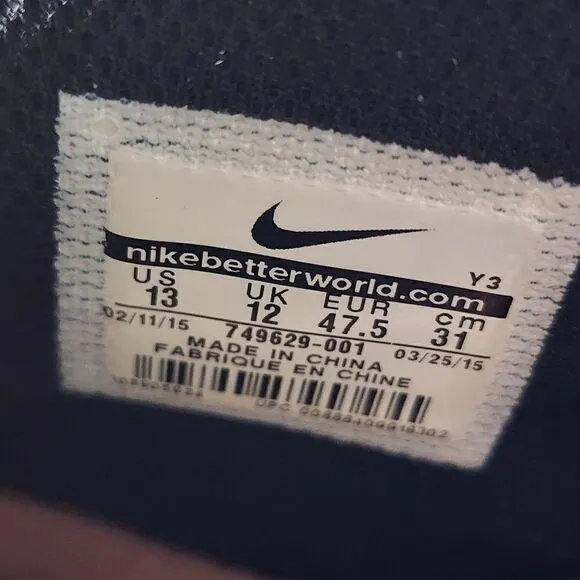 nikebetterworld.com
Y3
US UK EUR cm
13 12 47.5 31
02/11/15 749629-001 03/25/15
MADE IN CHINA
FABRIQUE EN CHINE
UPC